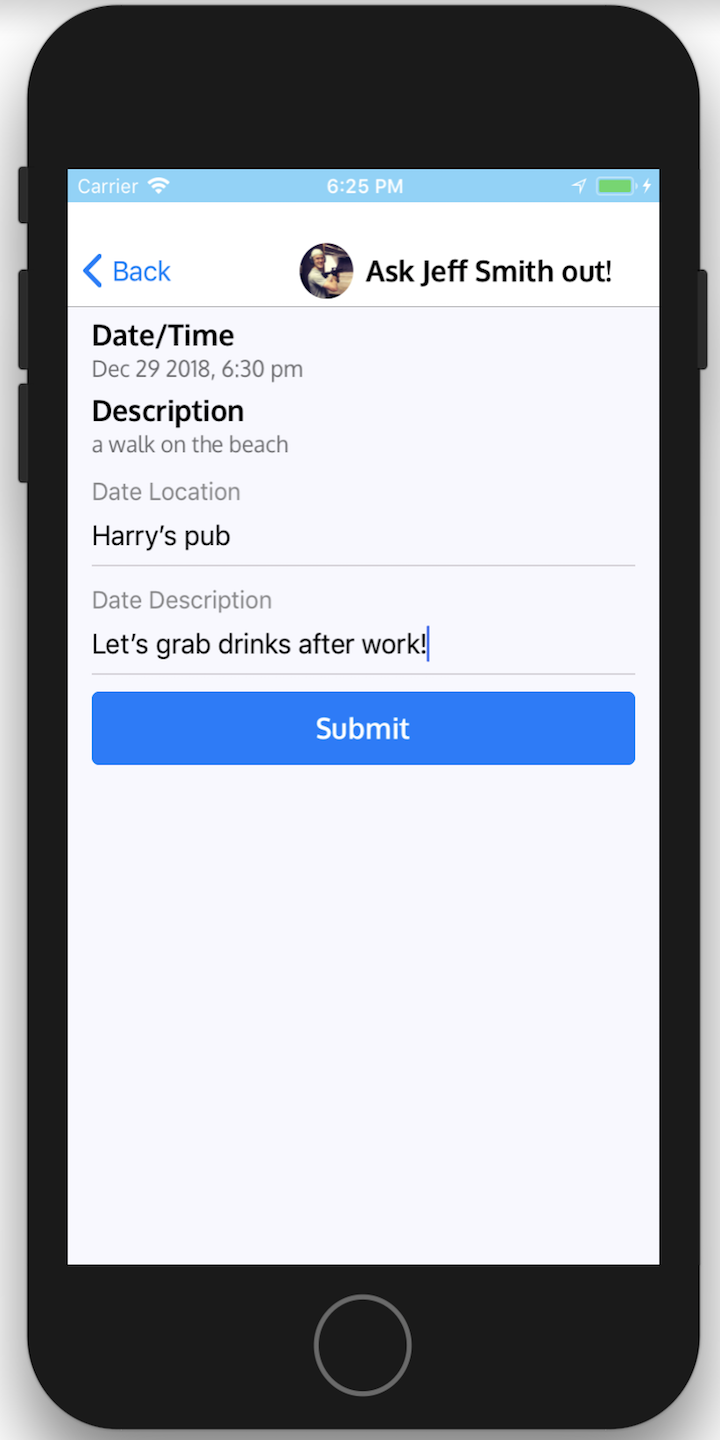 Carrier 6:25 PM
Back Ask Jeff Smith out!
Date/Time
Dec 29 2018, 6:30 pm
Description
a walk on the beach
Date Location
Harry’s pub
Date Description
Let’s grab drinks after work!
Submit